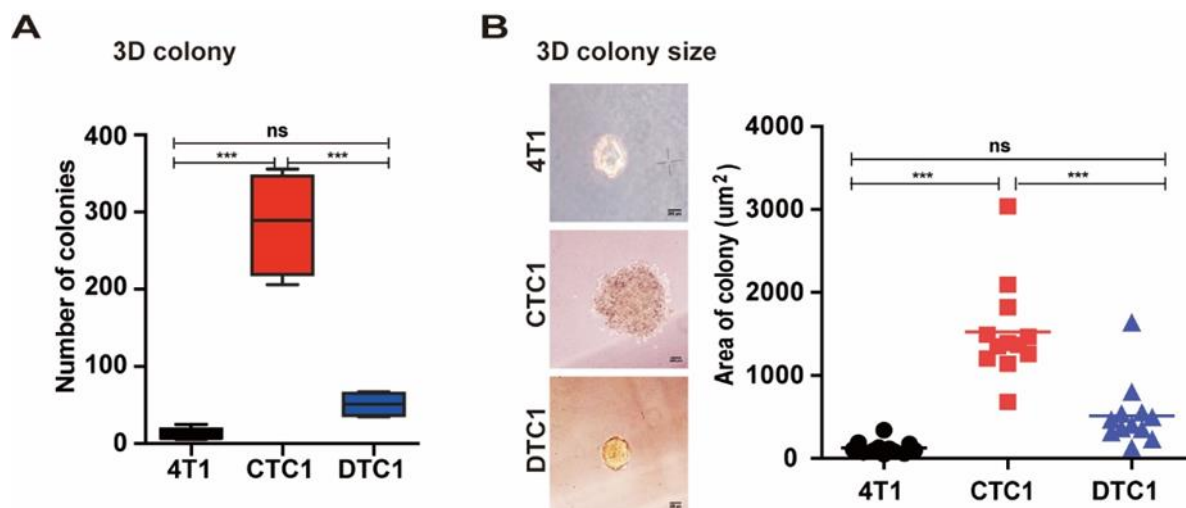 A
3D colony
Number of colonies
400
300
200
100
0
ns
***
***
4T1
CTC1
DTC1
B
3D colony size
4T1
CTC1
DTC1
Area of colony (um²)
4000
3000
2000
1000
0
ns
***
***
4T1
CTC1
DTC1